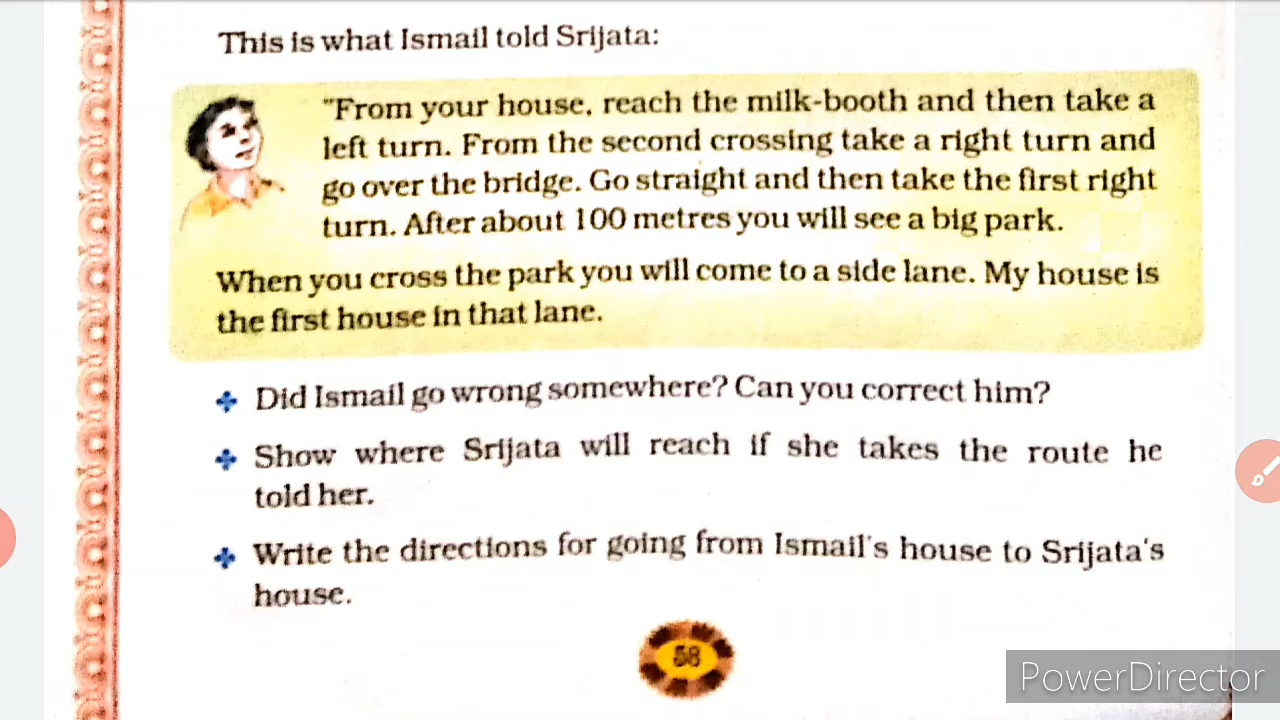 This is what Ismail told Srijata:
"From your house, reach the milk-booth and then take a
left turn. From the second crossing take a right turn and
go over the bridge. Go straight and then take the first right
turn. After about 100 metres you will see a big park.
When you cross the park you will come to a side lane. My house is
the first house in that lane.
Did Ismail go wrong somewhere? Can you correct him?
Show where Srijata will reach if she takes the route he
told her.
Write the directions for going from Ismail's house to Srijata's
house.
58
PowerDirector